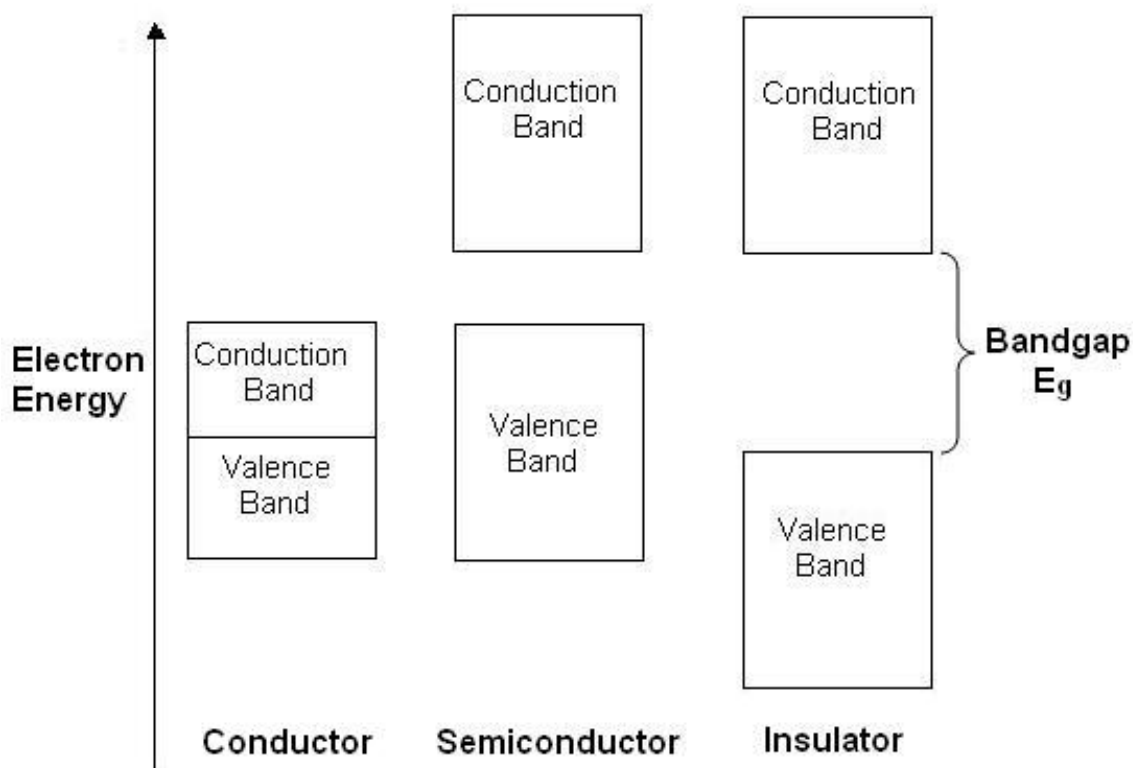 Conduction
Band
Conduction
Band
Electron
Energy
Conduction
Band
Valence
Band
Valence
Band
Bandgap
Eg
Valence
Band
Conductor
Semiconductor
Insulator